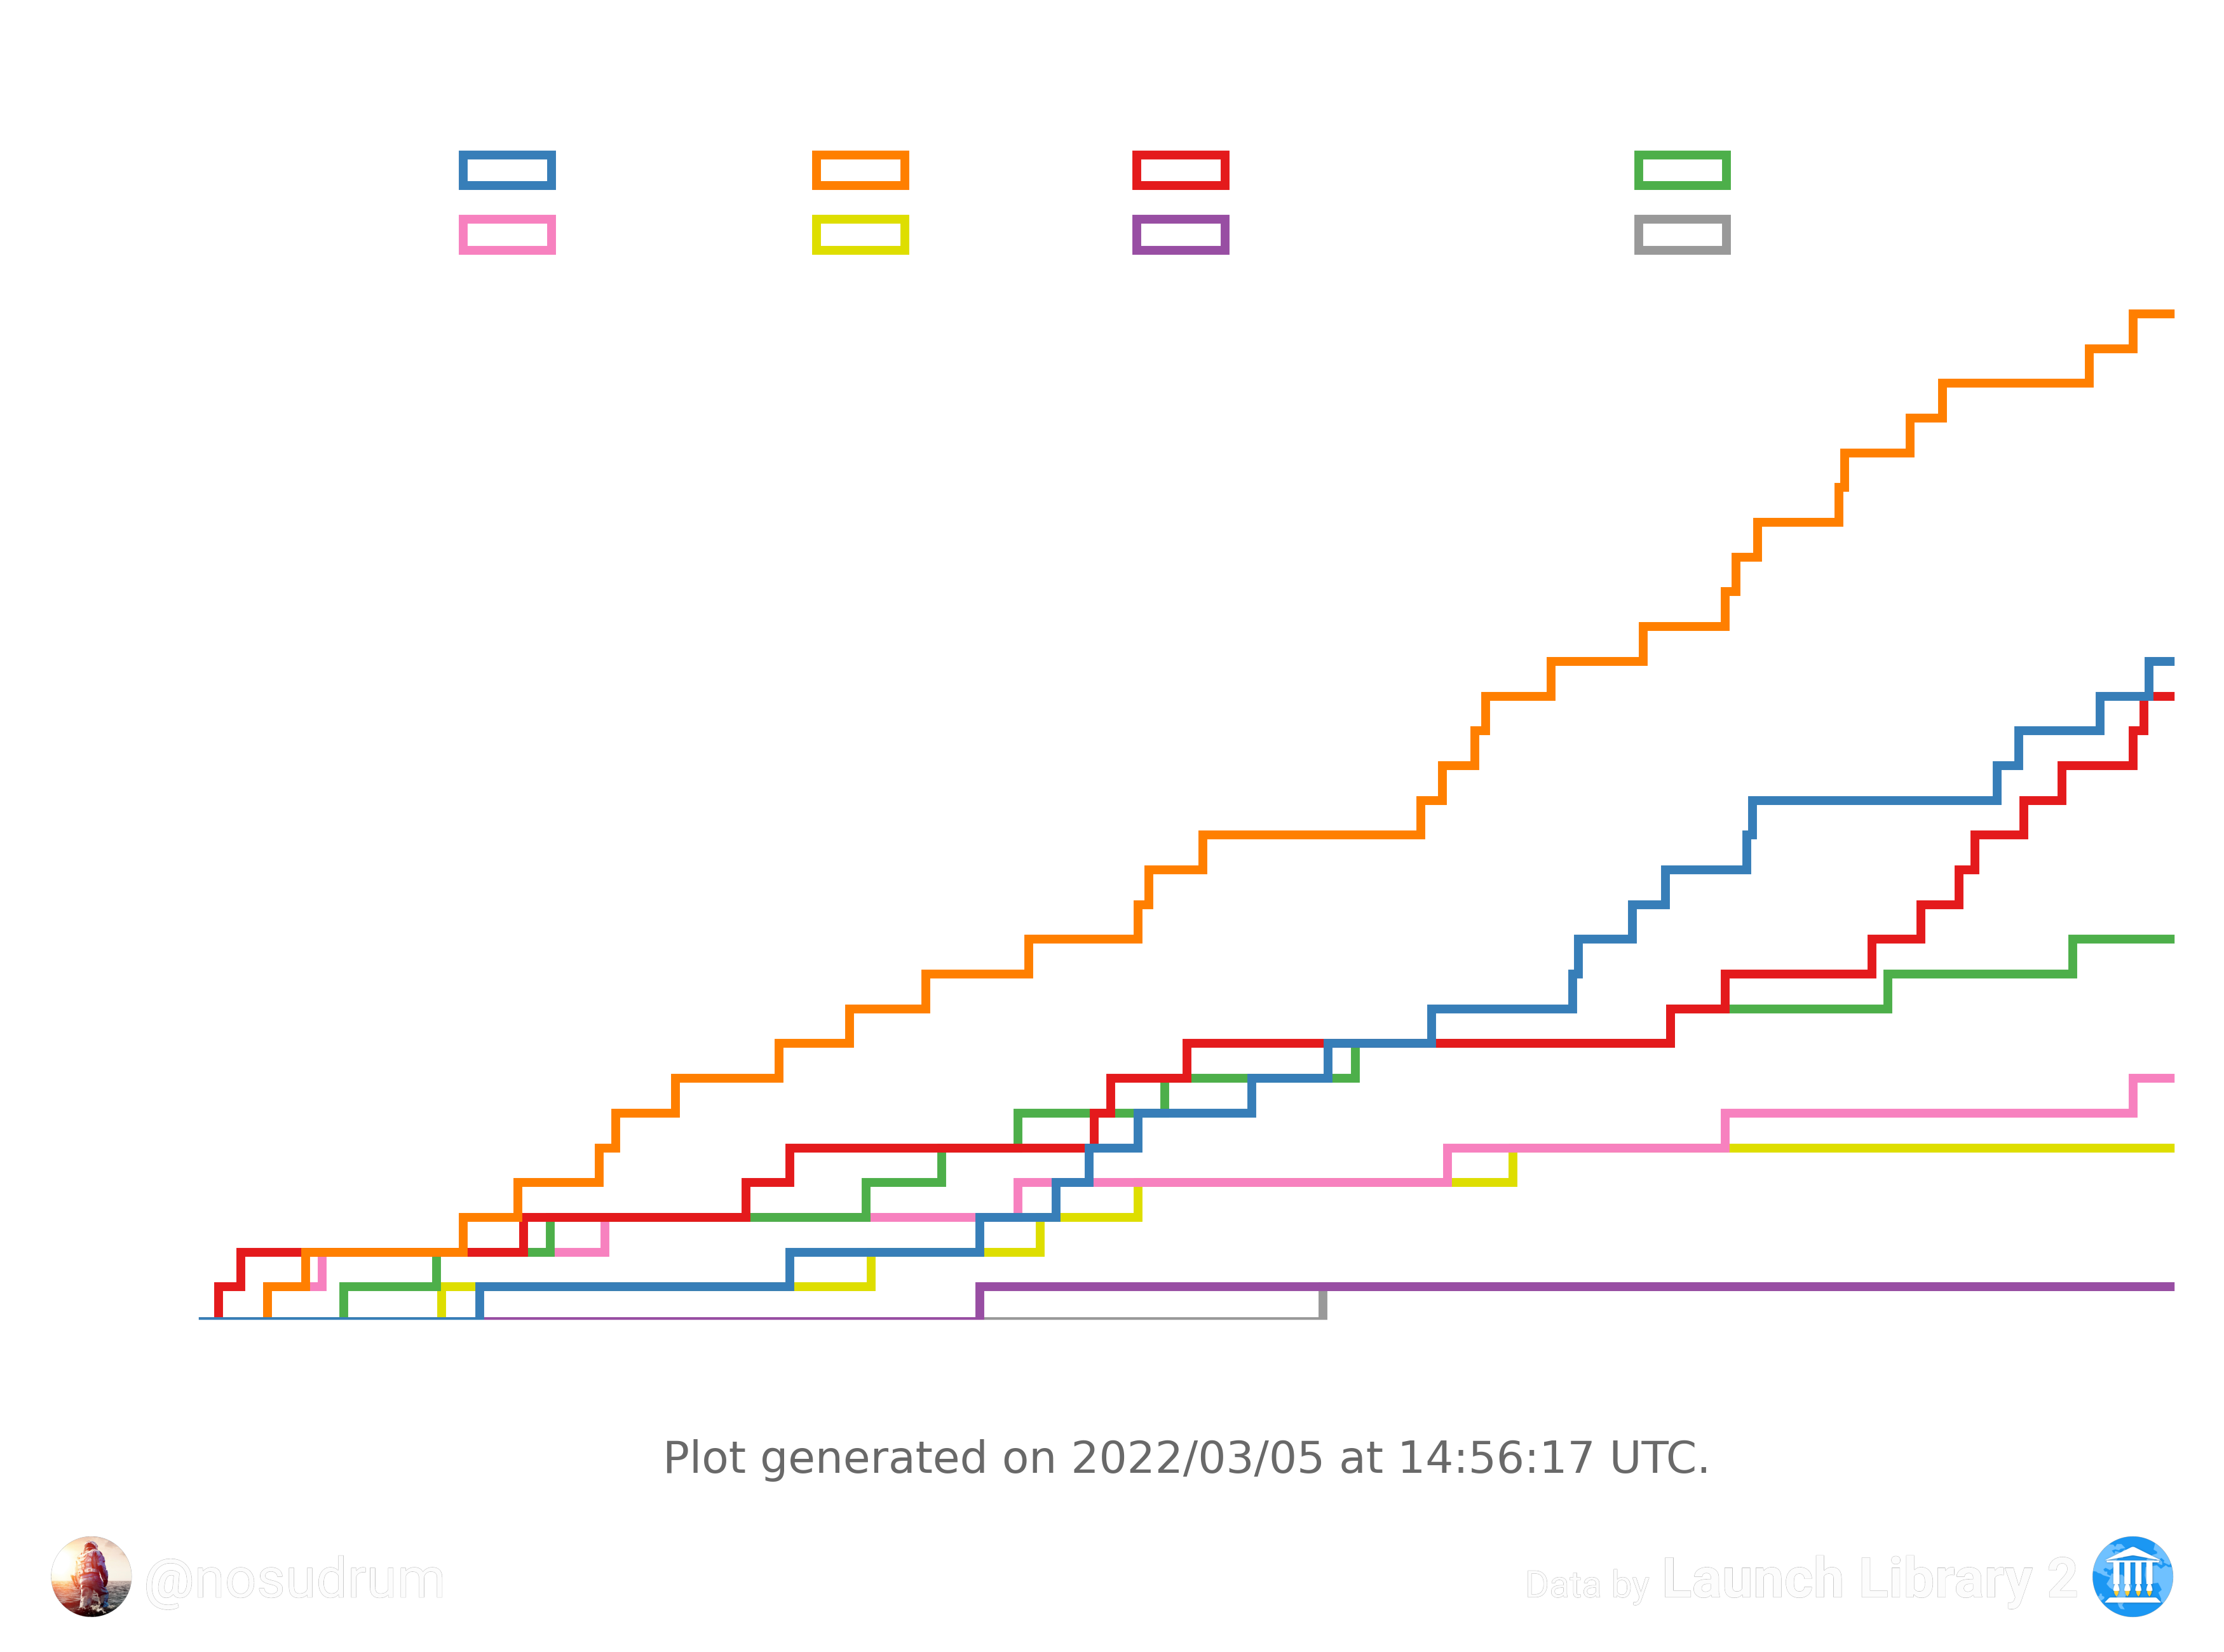 Plot generated on 2022/03/05 at 14:56:17 UTC.
@nosudrum
Data by Launch Library 2